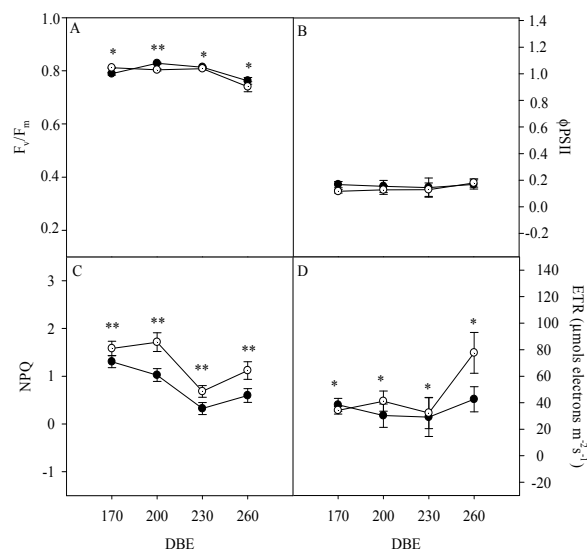 A
* ** * *
1.0
0.8
0.6
0.4
0.2
Fv/Fm
B
1.4
1.2
1.0
0.8
0.6
0.4
0.2
0.0
-0.2
ϕPSII
C
** ** ** **
3
2
1
0
-1
NPQ
170 200 230 260
DBE
D
* * * *
140
120
100
80
60
40
20
0
-20
ETR (µmols electrons m⁻²s⁻¹)
170 200 230 260
DBE